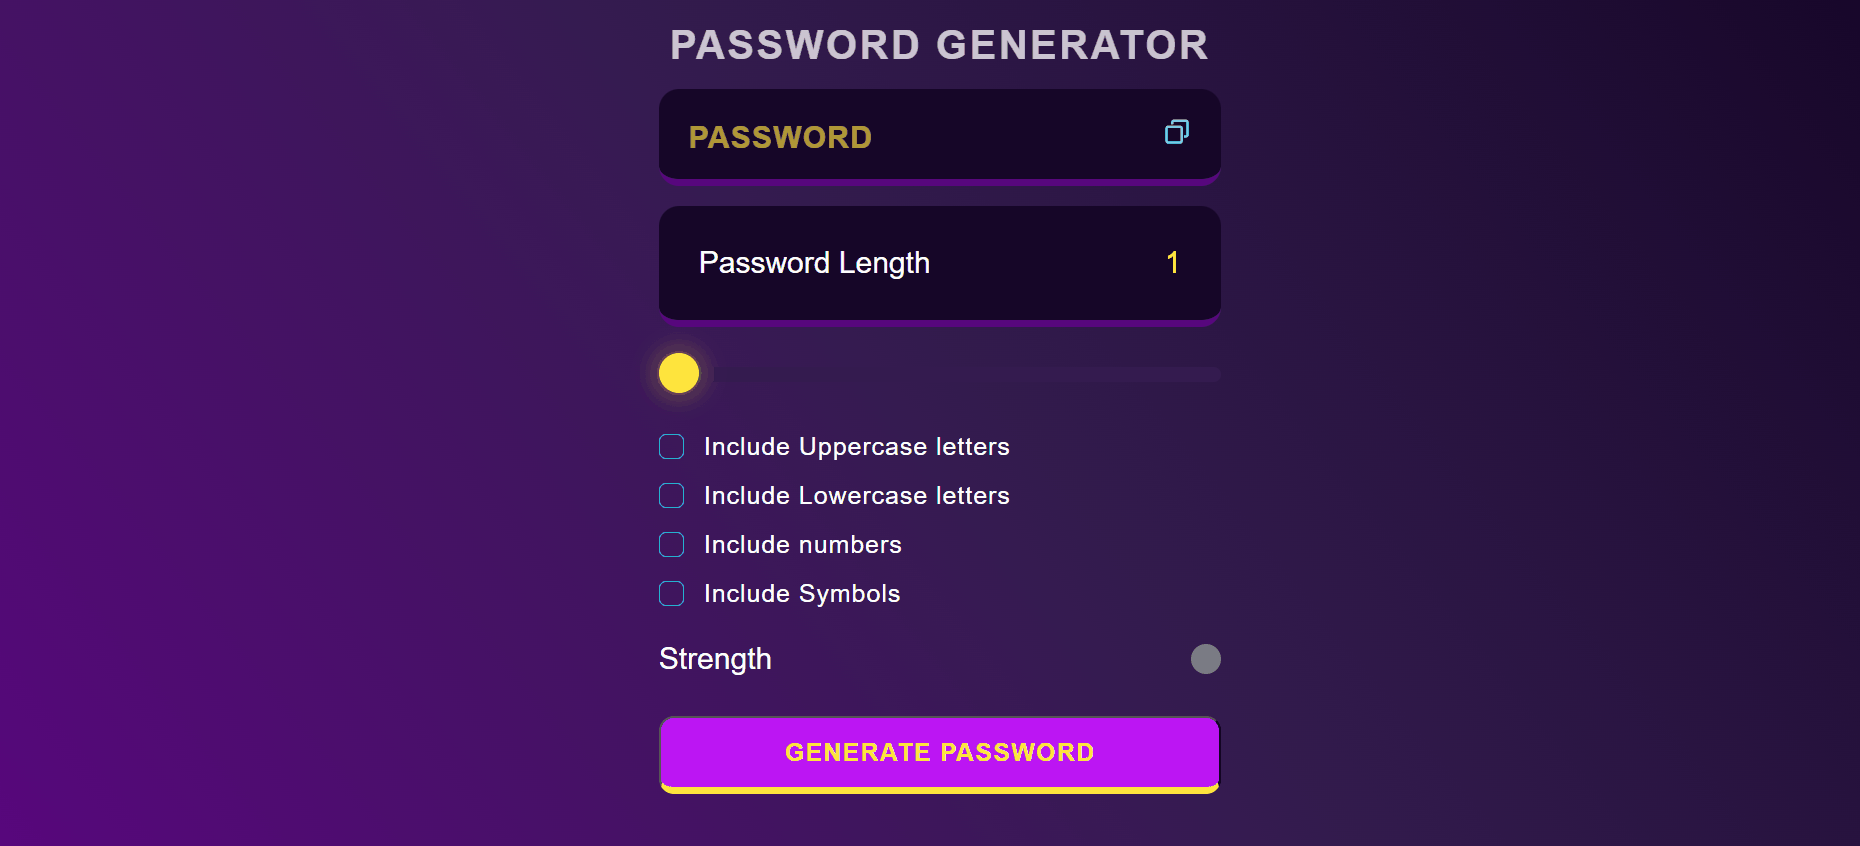 PASSWORD GENERATOR
PASSWORD
Password Length 1
Include Uppercase letters
Include Lowercase letters
Include numbers
Include Symbols
Strength
GENERATE PASSWORD